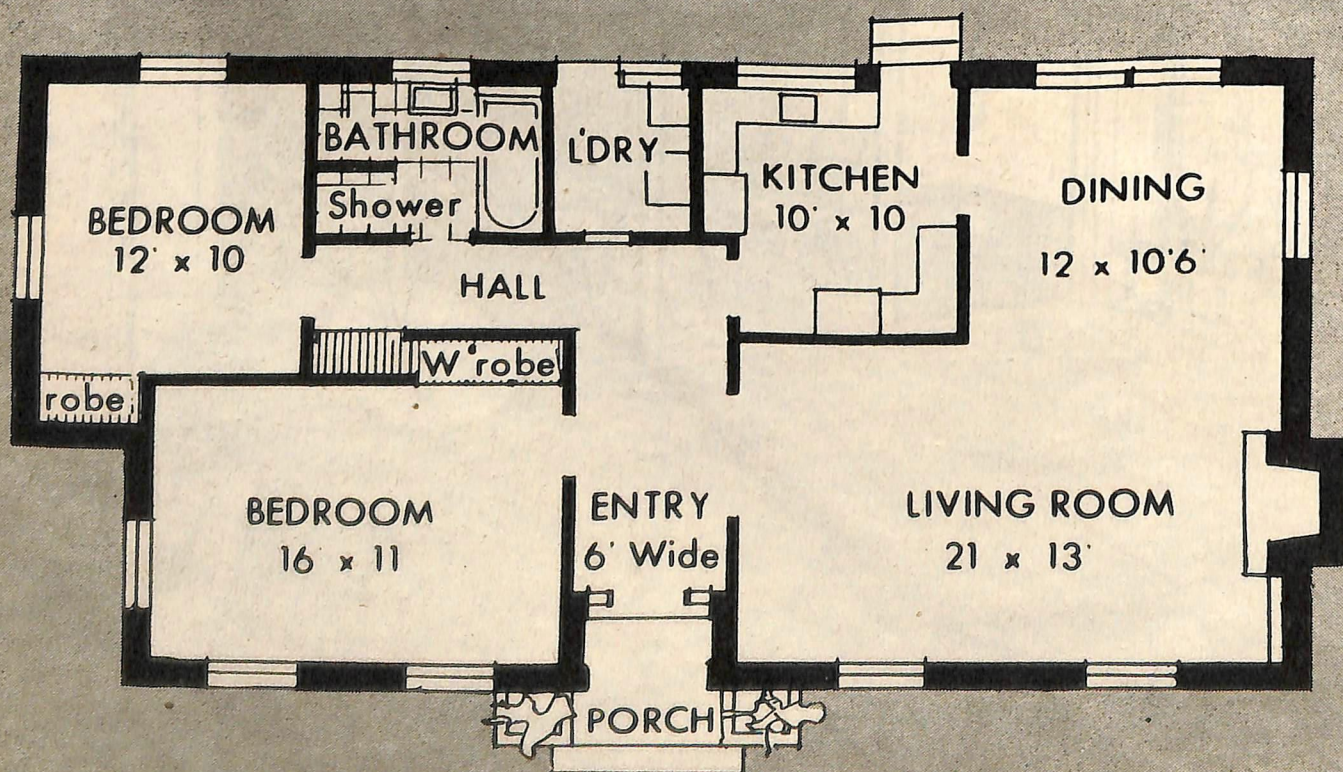 BATHROOM
L'DRY
Shower
KITCHEN
10' x 10
DINING
12 x 10'6'
BEDROOM
12' x 10
HALL
W'robe
robe
BEDROOM
16' x 11
ENTRY
6' Wide
LIVING ROOM
21 x 13'
PORCH